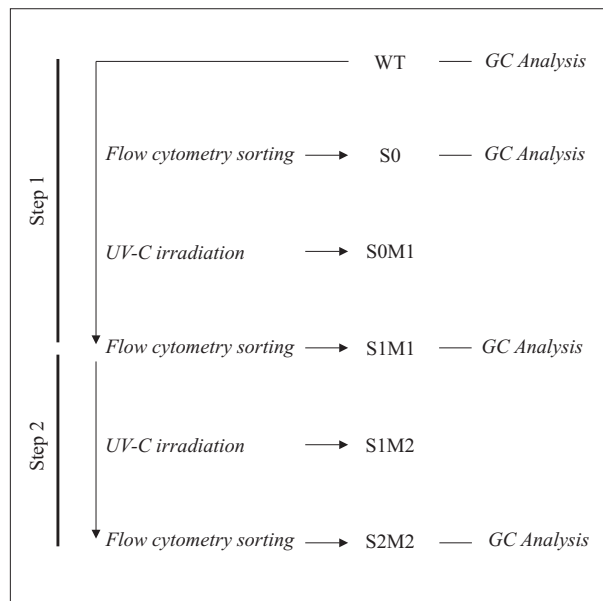 WT GC Analysis
Step 1
Flow cytometry sorting S0 GC Analysis
UV-C irradiation S0M1
Flow cytometry sorting S1M1 GC Analysis
Step 2
UV-C irradiation S1M2
Flow cytometry sorting S2M2 GC Analysis